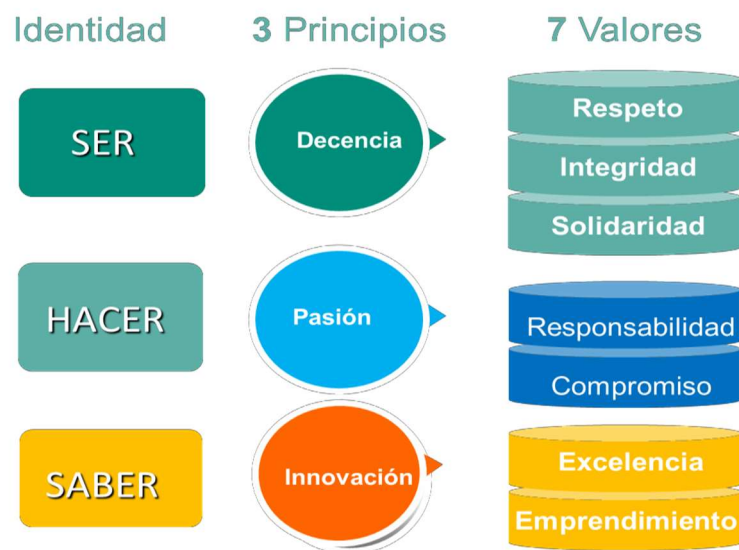 Identidad
3 Principios
7 Valores
SER
Decencia
Respeto
Integridad
Solidaridad
HACER
Pasión
Responsabilidad
Compromiso
SABER
Innovación
Excelencia
Emprendimiento